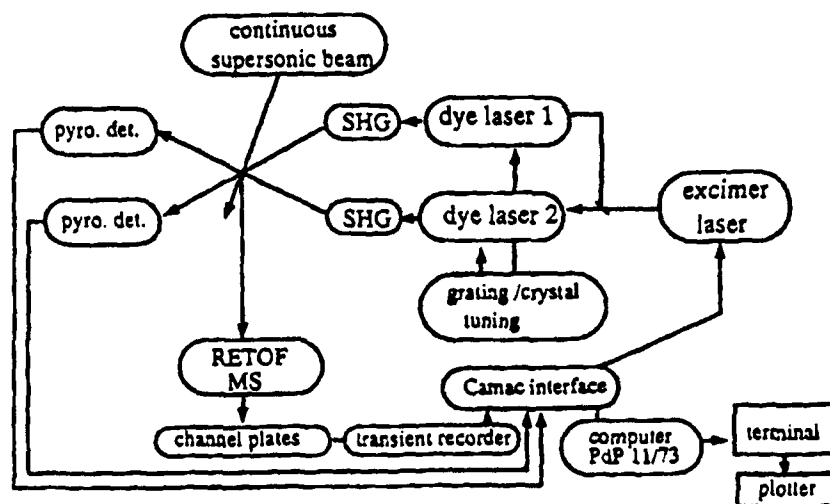 continuous
supersonic beam
pyro. det.
SHG
dye laser 1
pyro. det.
SHG
dye laser 2
excimer
laser
grating/crystal
tuning
RETOF
MS
Camac interface
channel plates
transient recorder
computer
PdP 11/73
terminal
plotter